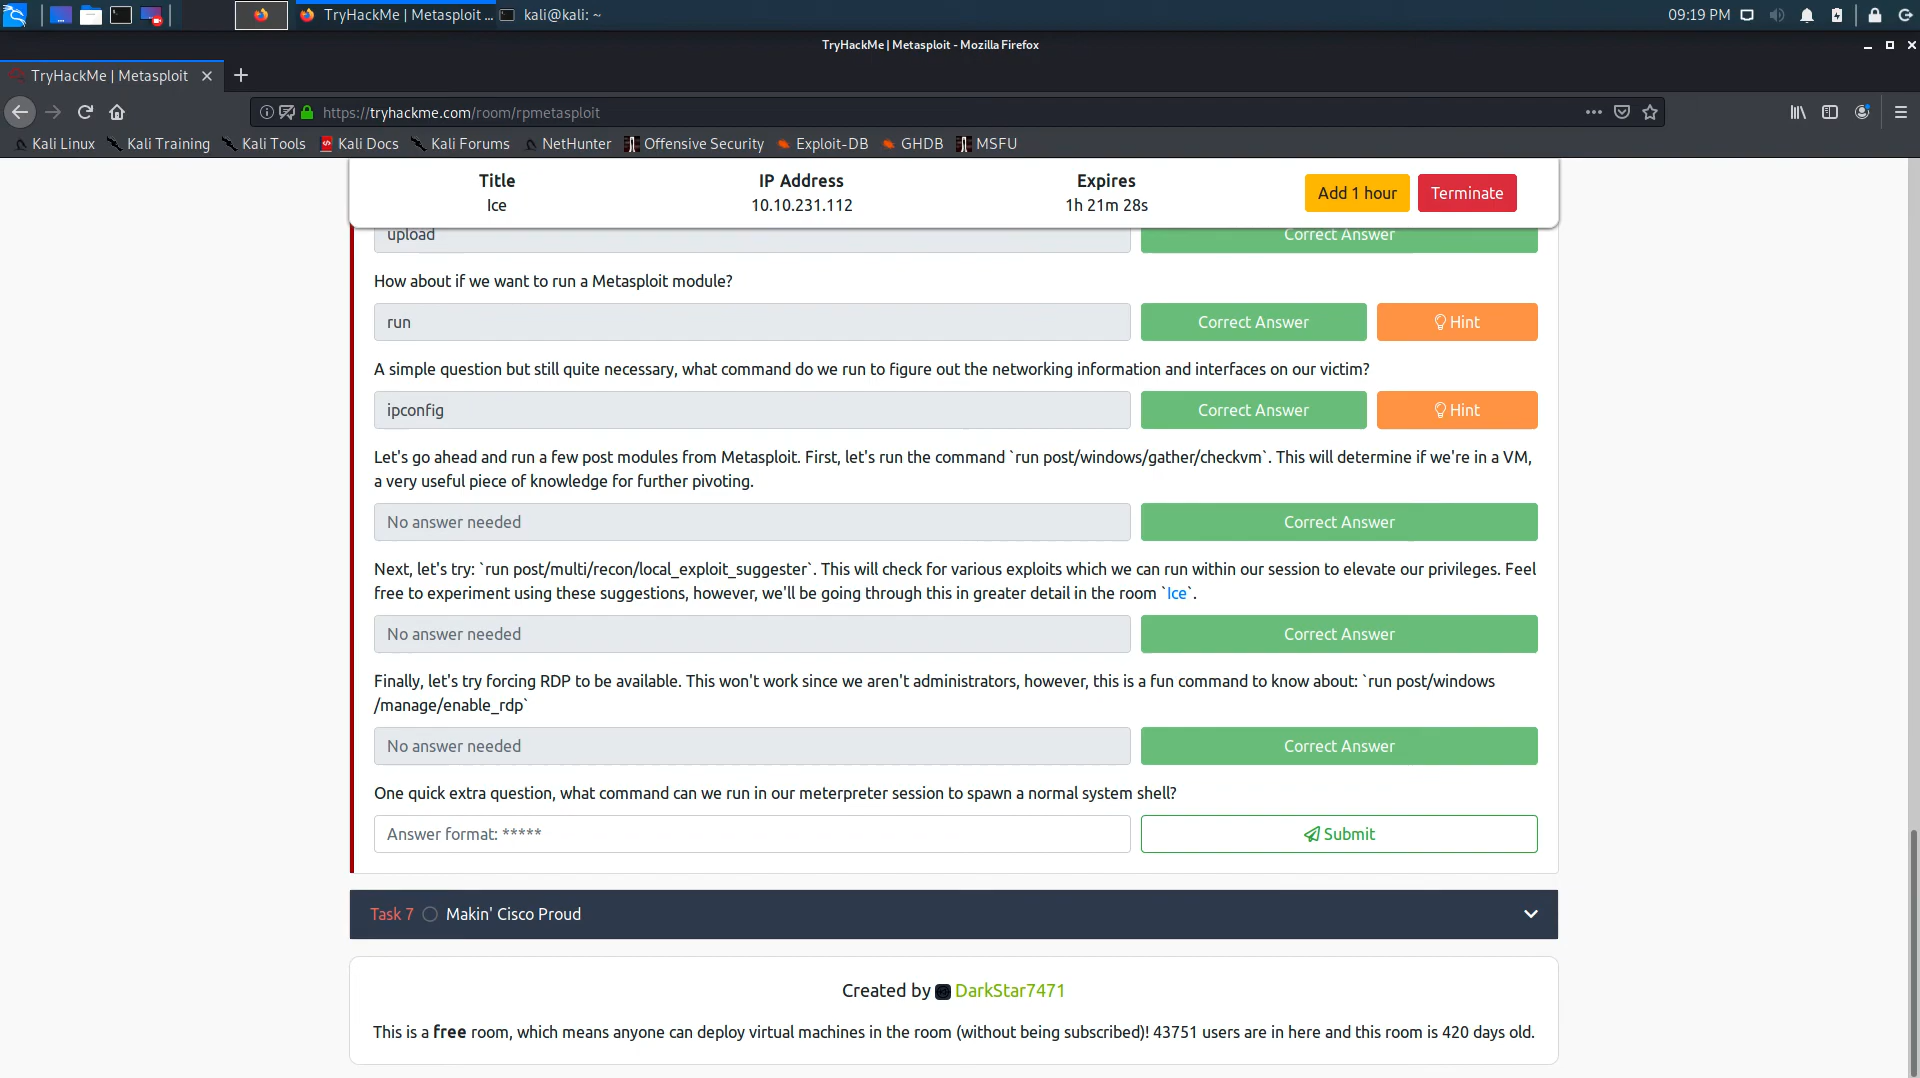 TryHackMe | Metasploit ...
kali@kali: ~
09:19 PM
TryHackMe | Metasploit - Mozilla Firefox
TryHackMe | Metasploit
https://tryhackme.com/room/rpmetasploit
Kali Linux
Kali Training
Kali Tools
Kali Docs
Kali Forums
NetHunter
Offensive Security
Exploit-DB
GHDB
MSFU
Title
IP Address
Expires
Ice
10.10.231.112
1h 21m 28s
Add 1 hour
Terminate
upload
Correct Answer
How about if we want to run a Metasploit module?
run
Correct Answer
Hint
A simple question but still quite necessary, what command do we run to figure out the networking information and interfaces on our victim?
ipconfig
Correct Answer
Hint
Let's go ahead and run a few post modules from Metasploit. First, let's run the command `run post/windows/gather/checkvm`. This will determine if we're in a VM,
a very useful piece of knowledge for further pivoting.
No answer needed
Correct Answer
Next, let's try: `run post/multi/recon/local_exploit_suggester`. This will check for various exploits which we can run within our session to elevate our privileges. Feel
free to experiment using these suggestions, however, we'll be going through this in greater detail in the room `Ice`.
No answer needed
Correct Answer
Finally, let's try forcing RDP to be available. This won't work since we aren't administrators, however, this is a fun command to know about: `run post/windows
/manage/enable_rdp`
No answer needed
Correct Answer
One quick extra question, what command can we run in our meterpreter session to spawn a normal system shell?
Answer format: *****
Submit
Task 7
Makin' Cisco Proud
Created by DarkStar7471
This is a free room, which means anyone can deploy virtual machines in the room (without being subscribed)! 43751 users are in here and this room is 420 days old.